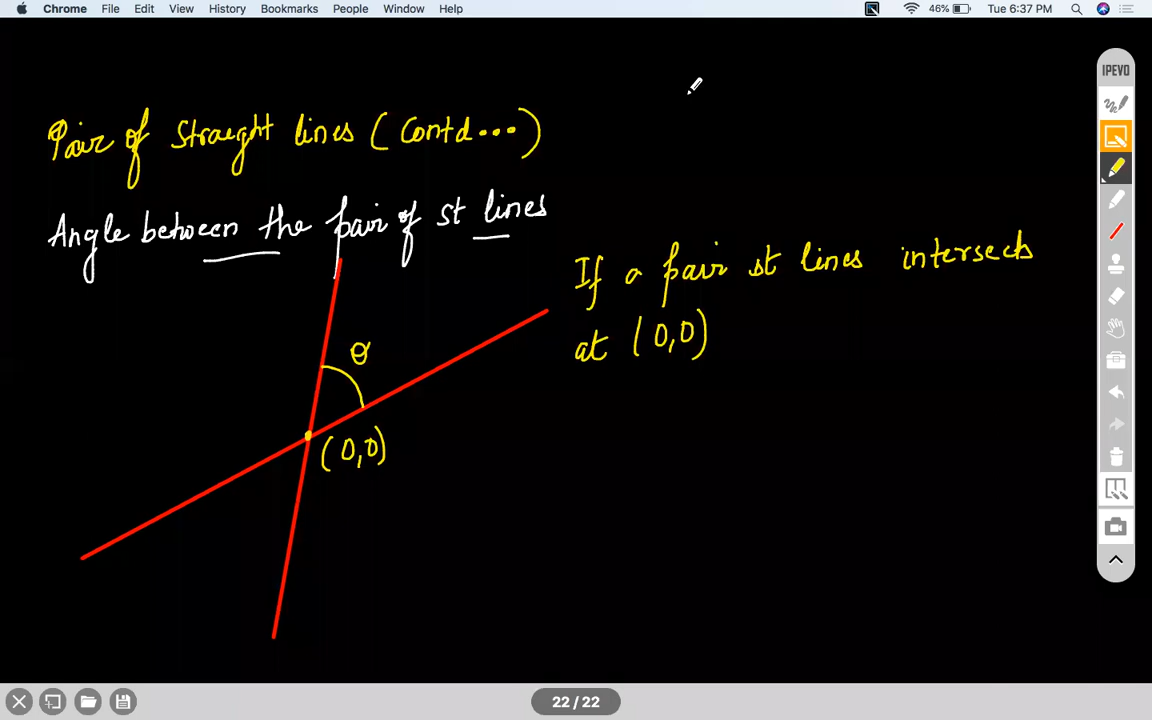 Chrome File Edit View History Bookmarks People Window Help 46% Tue 6:37 PM
IPEVO
Pair of straight lines (Contd...)
Angle between the pair of st lines
If a pair st lines intersects
at (0,0)
θ
(0,0)
22 / 22